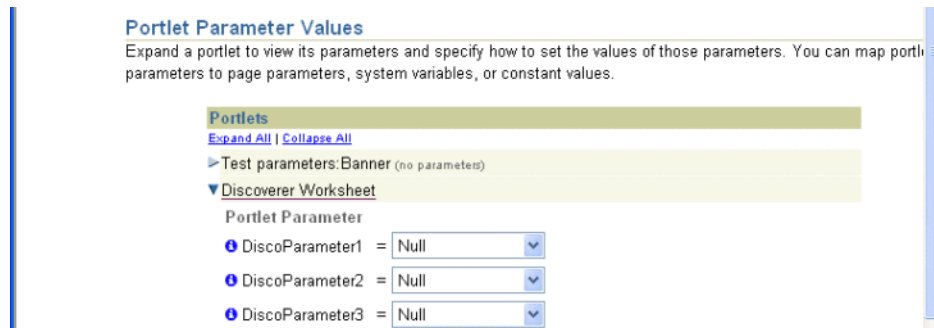 Portlet Parameter Values
Expand a portlet to view its parameters and specify how to set the values of those parameters. You can map
parameters to page parameters, system variables, or constant values.
Portlets
Expand All | Collapse All
Test parameters:Banner (no parameters)
Discoverer Worksheet
Portlet Parameter
DiscoParameter1 = Null
DiscoParameter2 = Null
DiscoParameter3 = Null